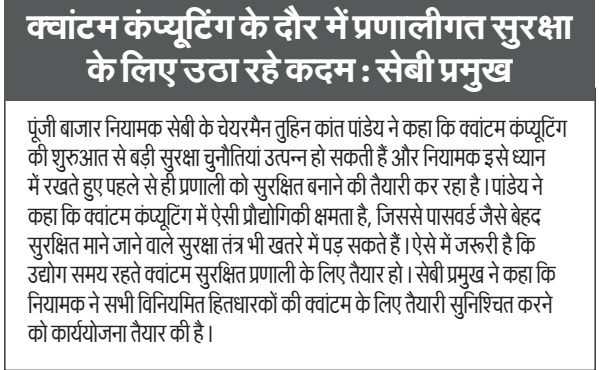 क्वांटम कंप्यूटिंग के दौर में प्रणालीगत सुरक्षा
के लिए उठा रहे कदम : सेबी प्रमुख
पूंजी बाजार नियामक सेबी के चेयरमैन तुहिन कांत पांडेय ने कहा कि क्वांटम कंप्यूटिंग
की शुरुआत से बड़ी सुरक्षा चुनौतियां उत्पन्न हो सकती हैं और नियामक इसे ध्यान
में रखते हुए पहले से ही प्रणाली को सुरक्षित बनाने की तैयारी कर रहा है। पांडेय ने
कहा कि क्वांटम कंप्यूटिंग में ऐसी प्रौद्योगिकी क्षमता है, जिससे पासवर्ड जैसे बेहद
सुरक्षित माने जाने वाले सुरक्षा तंत्र भी खतरे में पड़ सकते हैं। ऐसे में जरूरी है कि
उद्योग समय रहते क्वांटम सुरक्षित प्रणाली के लिए तैयार हो। सेबी प्रमुख ने कहा कि
नियामक ने सभी विनियमित हितधारकों की क्वांटम के लिए तैयारी सुनिश्चित करने
को कार्ययोजना तैयार की है।